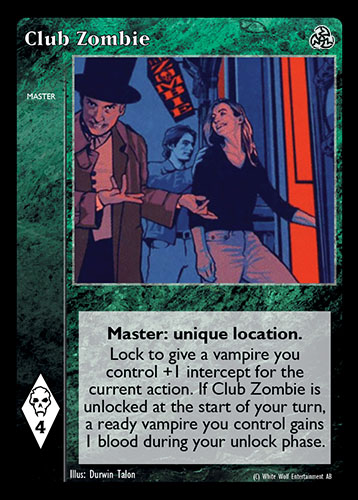 Club Zombie
MASTER
ZOMBIE
Master: unique location.
Lock to give a vampire you
control +1 intercept for the
current action. If Club Zombie is
unlocked at the start of your turn,
a ready vampire you control gains
1 blood during your unlock phase.
4
Illus: Durwin Talon
(C) White Wolf Entertainment AB